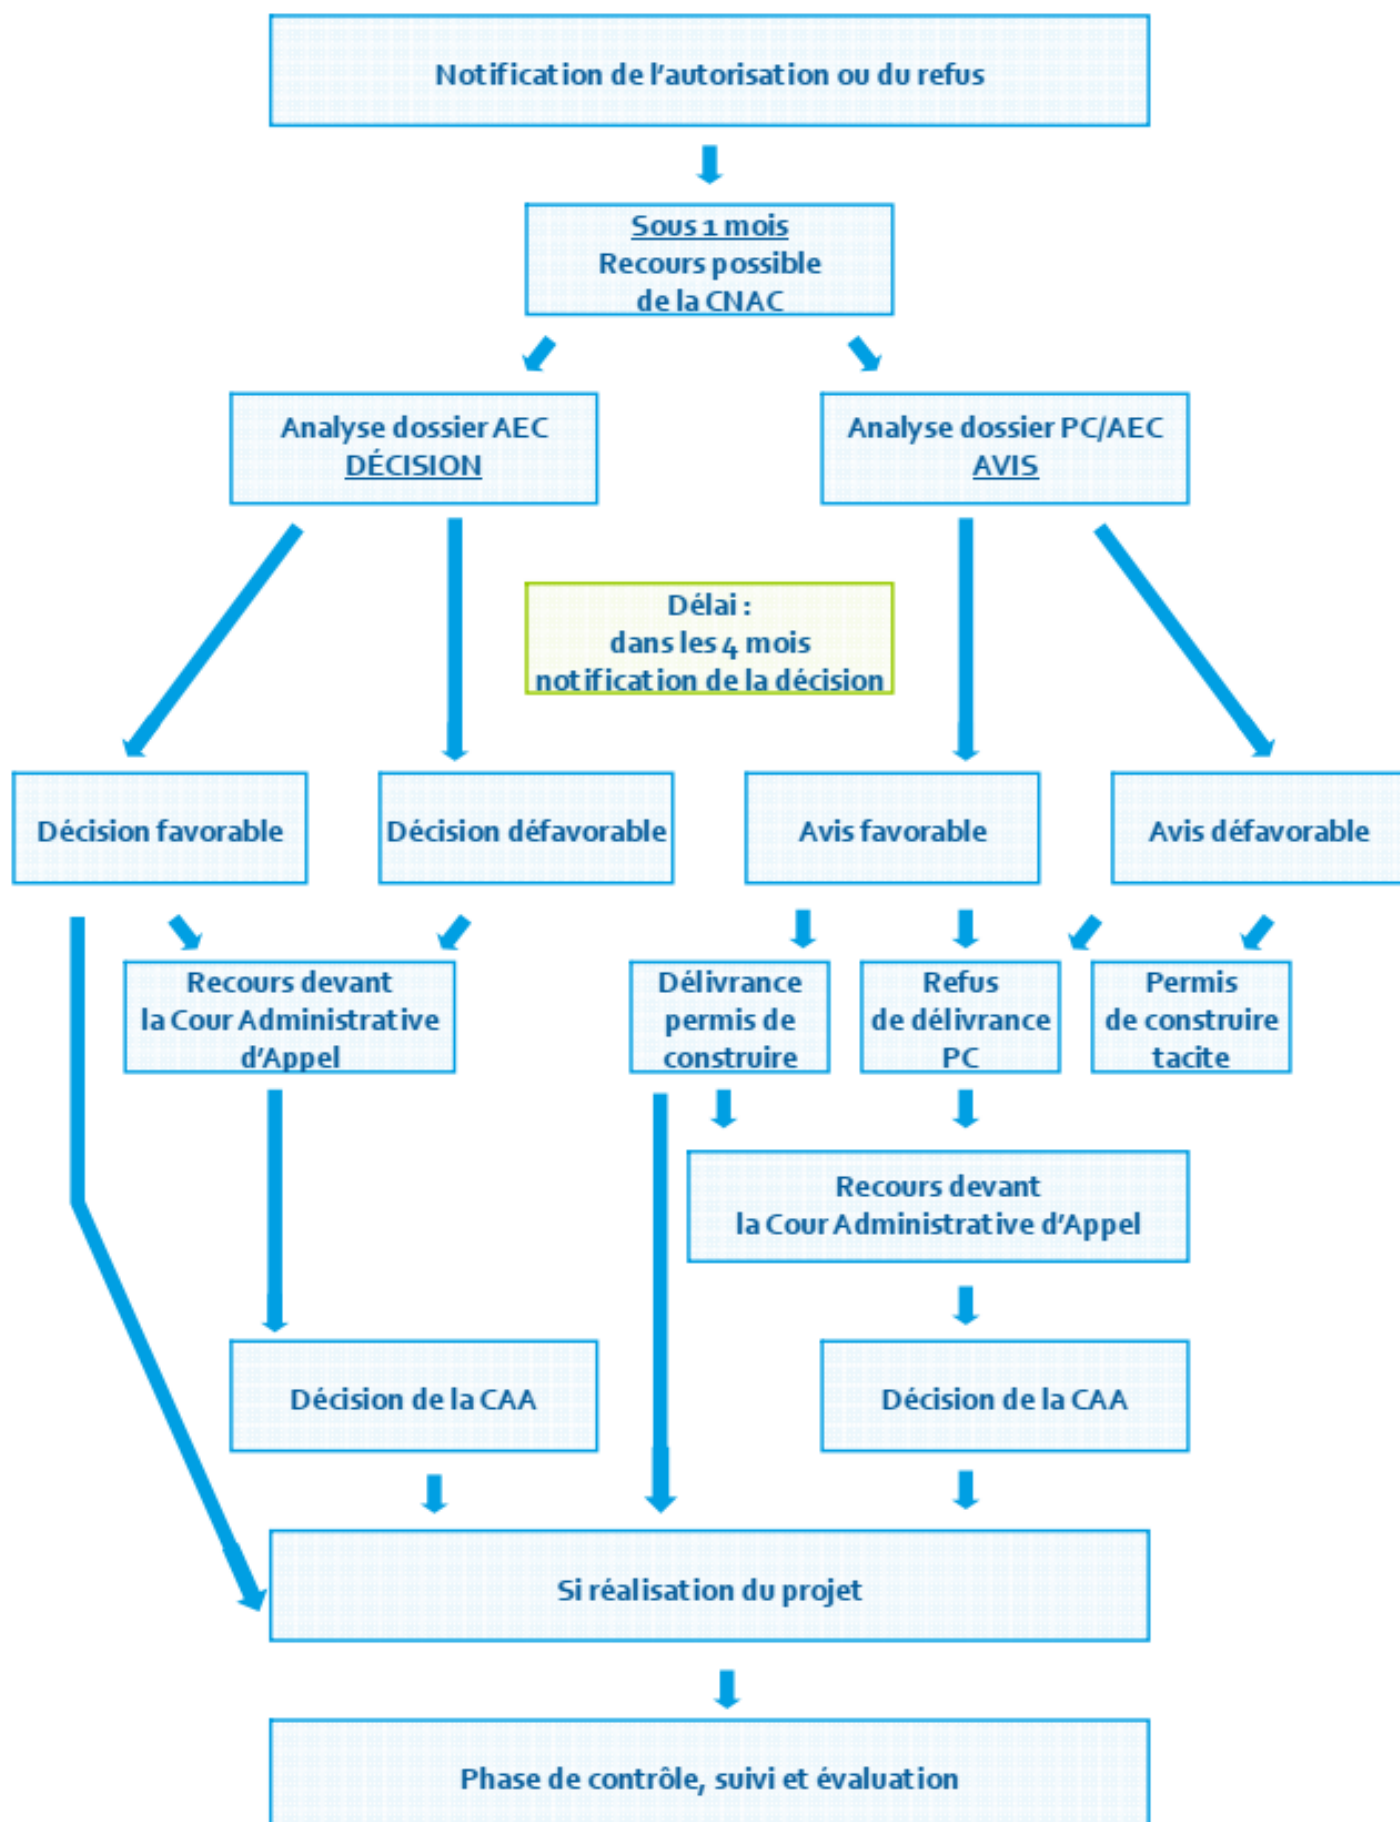 Notification de l'autorisation ou du refus
Sous 1 mois
Recours possible
de la CNAC
Analyse dossier AEC
DÉCISION
Analyse dossier PC/AEC
AVIS
Délai :
dans les 4 mois
notification de la décision
Décision favorable
Décision défavorable
Avis favorable
Avis défavorable
Recours devant
la Cour Administrative
d'Appel
Délivrance
permis de
construire
Refus
de délivrance
PC
Permis
de construire
tacite
Recours devant
la Cour Administrative d'Appel
Décision de la CAA
Décision de la CAA
Si réalisation du projet
Phase de contrôle, suivi et évaluation